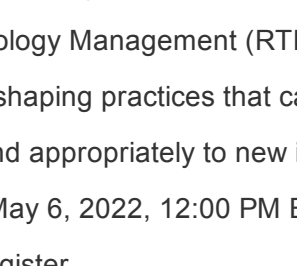 ology Management (RTI
shaping practices that ca
nd appropriately to new i
May 6, 2022, 12:00 PM E
gister